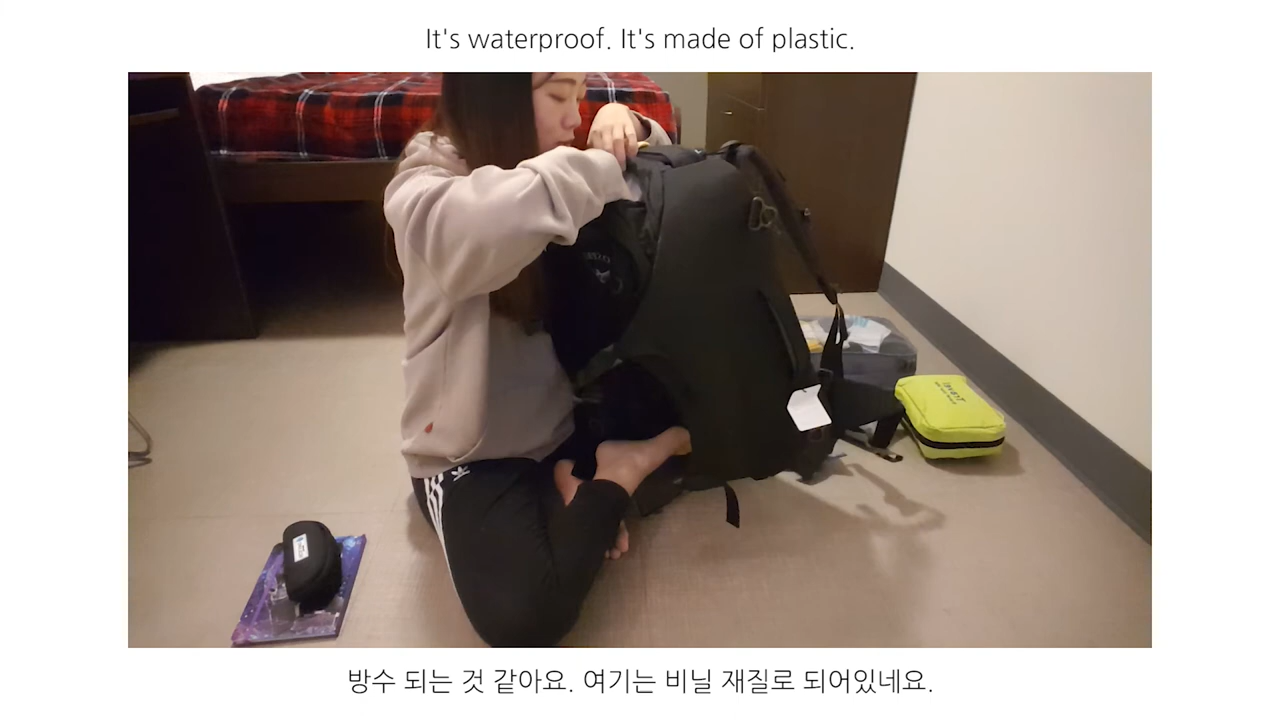 It's waterproof. It's made of plastic.
Travel
방수 되는 것 같아요. 여기는 비닐 재질로 되어있네요.